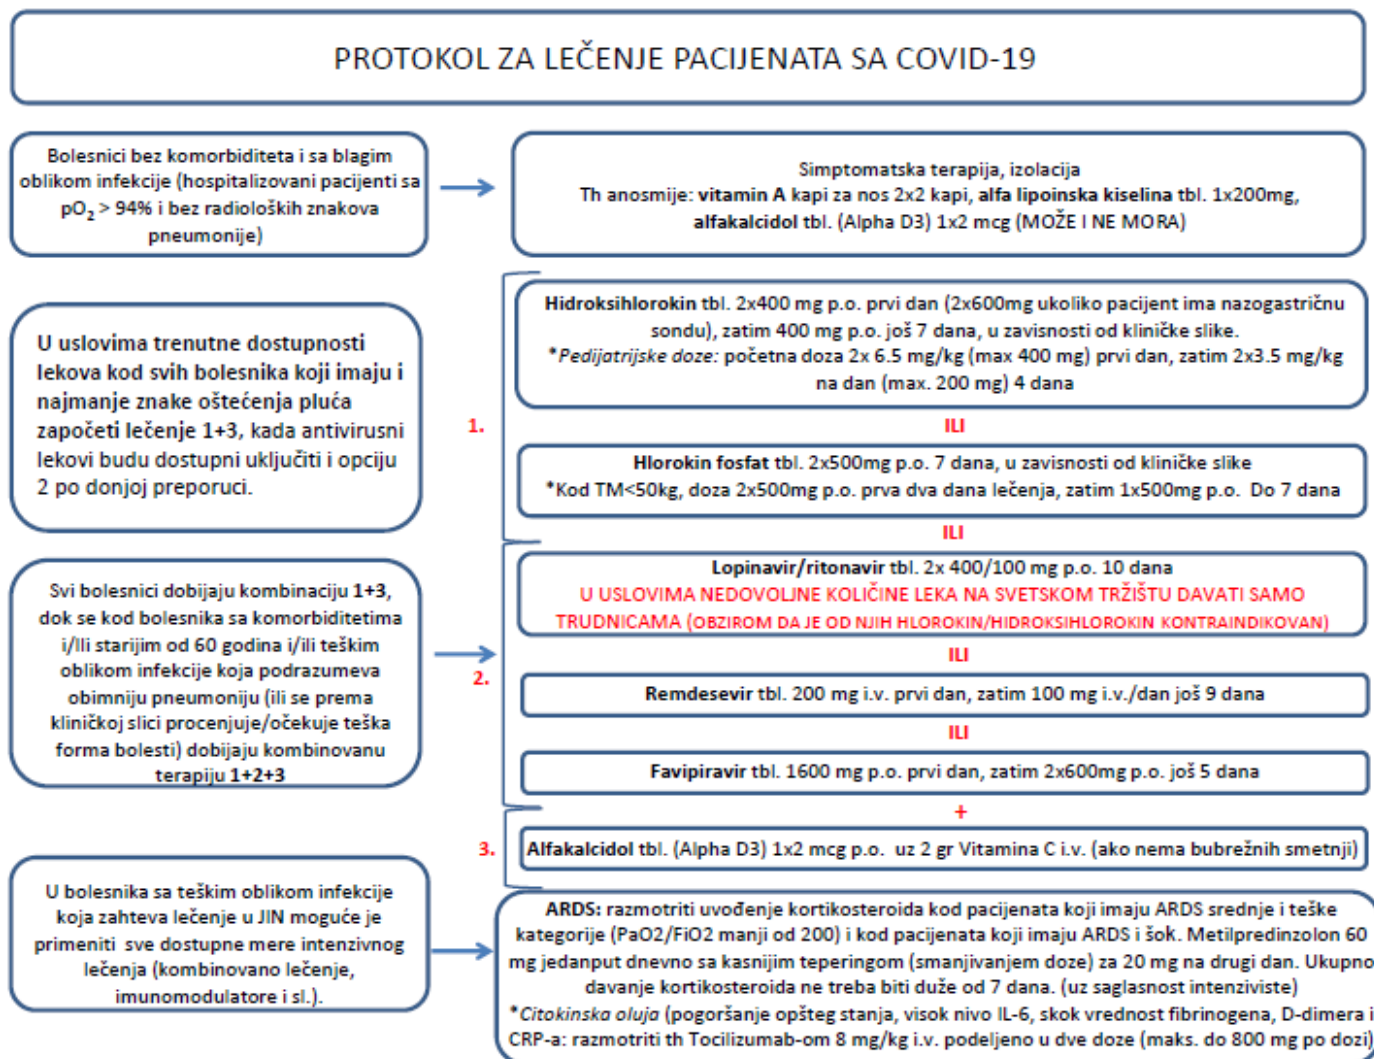 PROTOKOL ZA LEČENJE PACIJENATA SA COVID-19
Bolesnici bez komorbiditeta i sa blagim
oblikom infekcije (hospitalizovani pacijenti sa
pO₂ > 94% i bez radioloških znakova
pneumonije)
Simptomatska terapija, izolacija
Th anosmije: vitamin A kapi za nos 2x2 kapi, alfa lipoinska kiselina tbl. 1x200mg,
alfakalcidol tbl. (Alpha D3) 1x2 mcg (MOŽE I NE MORA)
U uslovima trenutne dostupnosti
lekova kod svih bolesnika koji imaju i
najmanje znake oštećenja pluća
započeti lečenje 1+3, kada antivirusni
lekovi budu dostupni uključiti i opciju
2 po donjoj preporuci.
1.
Hidroksihlorokin tbl. 2x400 mg p.o. prvi dan (2x600mg ukoliko pacijent ima nazogastričnu
sondu), zatim 400 mg p.o. još 7 dana, u zavisnosti od kliničke slike.
*Pedijatrijske doze: početna doza 2x 6.5 mg/kg (max 400 mg) prvi dan, zatim 2x3.5 mg/kg
na dan (max. 200 mg) 4 dana
ILI
Hlorokin fosfat tbl. 2x500mg p.o. 7 dana, u zavisnosti od kliničke slike
*Kod TM<50kg, doza 2x500mg p.o. prva dva dana lečenja, zatim 1x500mg p.o. Do 7 dana
ILI
Svi bolesnici dobijaju kombinaciju 1+3,
dok se kod bolesnika sa komorbiditetima
i/Ili starijim od 60 godina i/ili teškim
oblikom infekcije koja podrazumeva
obimniju pneumoniju (ili se prema
kliničkoj slici procenjuje/očekuje teška
forma bolesti) dobijaju kombinovanu
terapiju 1+2+3
2.
Lopinavir/ritonavir tbl. 2x 400/100 mg p.o. 10 dana
U USLOVIMA NEDOVOLJNE KOLIČINE LEKA NA SVETSKOM TRŽIŠTU DAVATI SAMO
TRUDNICAMA (OBZIROM DA JE OD NJIH HLOROKIN/HIDROKSIHLOROKIN KONTRAINDIKOVAN)
ILI
Remdesevir tbl. 200 mg i.v. prvi dan, zatim 100 mg i.v./dan još 9 dana
ILI
Favipiravir tbl. 1600 mg p.o. prvi dan, zatim 2x600mg p.o. još 5 dana
+
3.
Alfakalcidol tbl. (Alpha D3) 1x2 mcg p.o. uz 2 gr Vitamina C i.v. (ako nema bubrežnih smetnji)
U bolesnika sa teškim oblikom infekcije
koja zahteva lečenje u JIN moguće je
primeniti sve dostupne mere intenzivnog
lečenja (kombinovano lečenje,
imunomodulatore i sl.).
ARDS: razmotriti uvođenje kortikosteroida kod pacijenata koji imaju ARDS srednje i teške
kategorije (PaO2/FiO2 manji od 200) i kod pacijenata koji imaju ARDS i šok. Metilpredinzolon 60
mg jedanput dnevno sa kasnijim teperingom (smanjivanjem doze) za 20 mg na drugi dan. Ukupno
davanje kortikosteroida ne treba biti duže od 7 dana. (uz saglasnost intenziviste)
*Citokinska oluja (pogoršanje opšteg stanja, visok nivo IL-6, skok vrednost fibrinogena, D-dimera i
CRP-a: razmotriti th Tocilizumab-om 8 mg/kg i.v. podeljeno u dve doze (maks. do 800 mg po dozi)